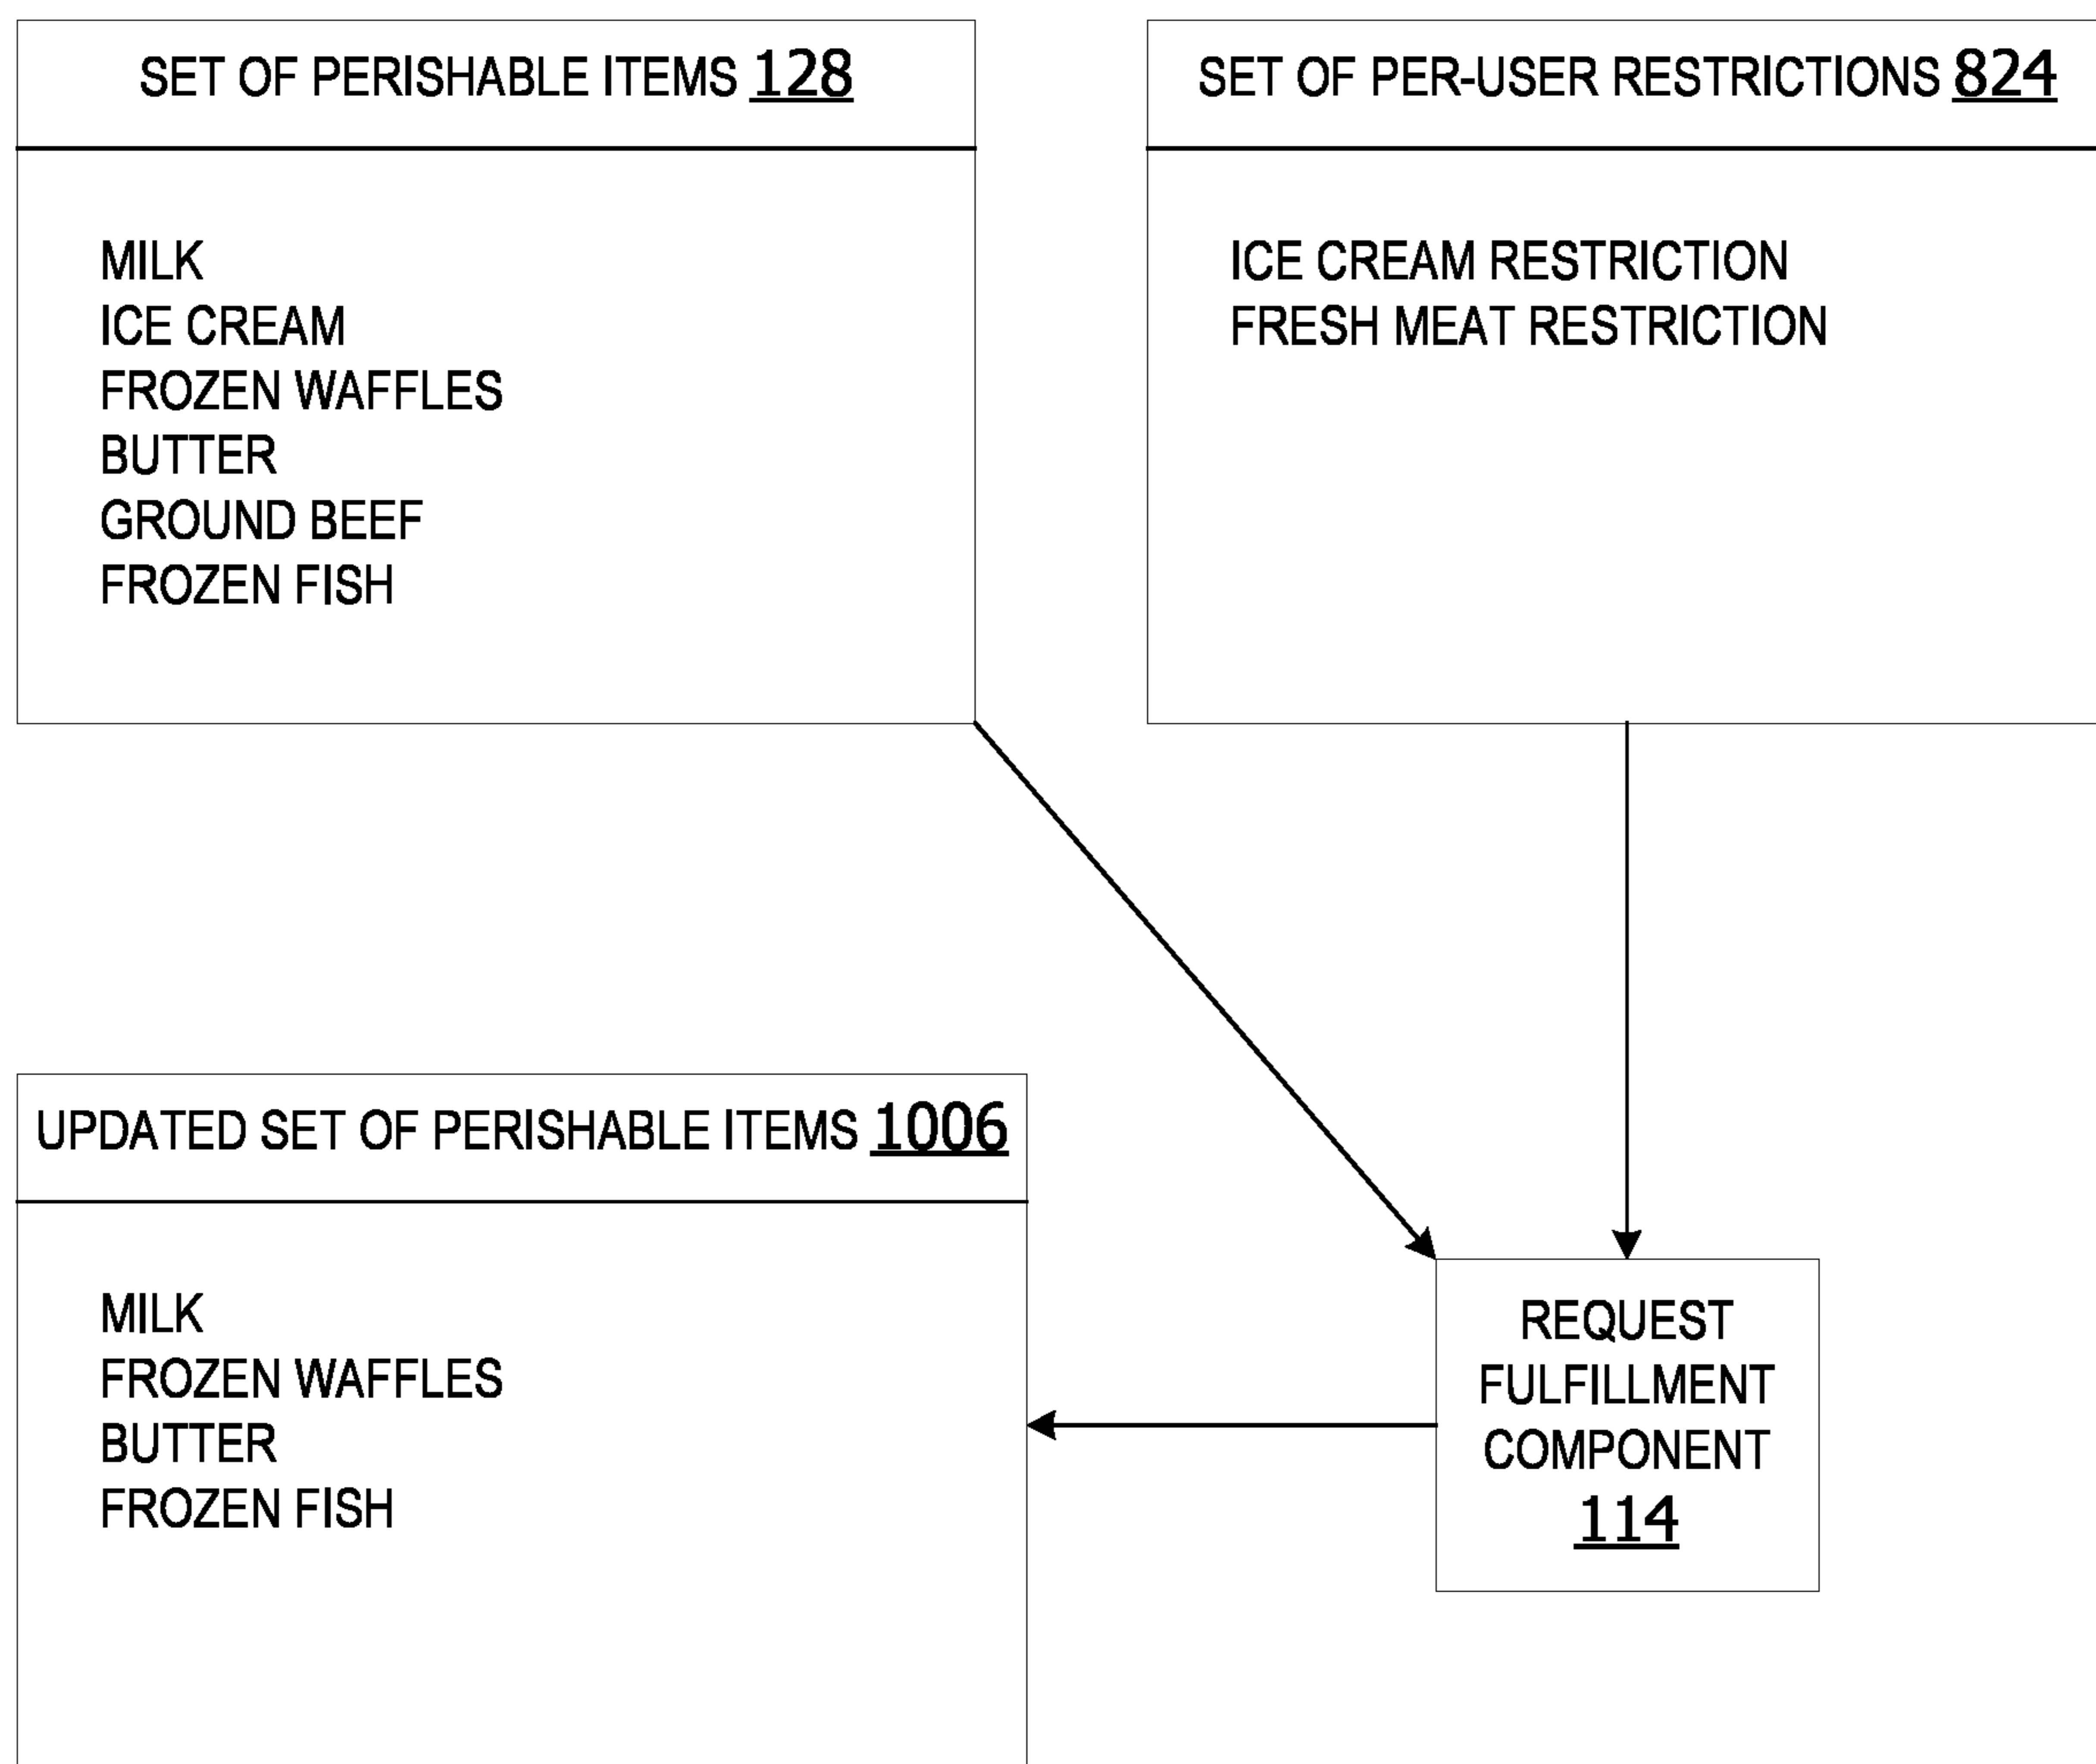 SET OF PERISHABLE ITEMS 128
MILK
ICE CREAM
FROZEN WAFFLES
BUTTER
GROUND BEEF
FROZEN FISH
SET OF PER-USER RESTRICTIONS 824
ICE CREAM RESTRICTION
FRESH MEAT RESTRICTION
UPDATED SET OF PERISHABLE ITEMS 1006
MILK
FROZEN WAFFLES
BUTTER
FROZEN FISH
REQUEST
FULFILLMENT
COMPONENT
114